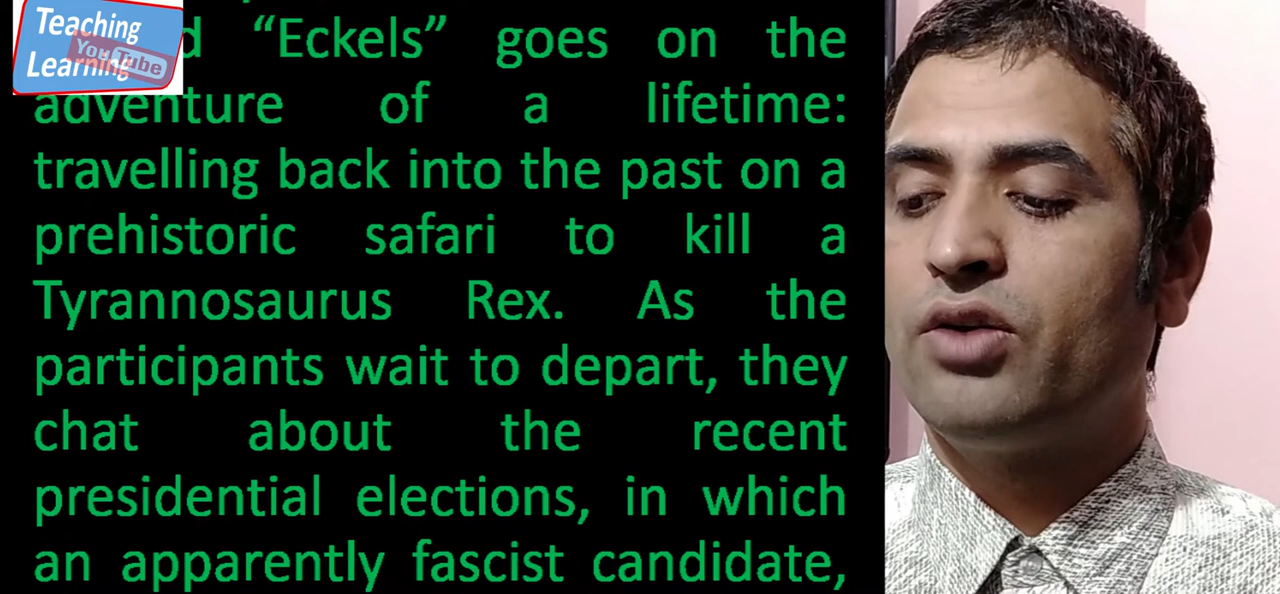 Teaching
Learning
You Tube
“Eckels” goes on the
adventure of a lifetime:
travelling back into the past on a
prehistoric safari to kill a
Tyrannosaurus Rex. As the
participants wait to depart, they
chat about the recent
presidential elections, in which
an apparently fascist candidate,